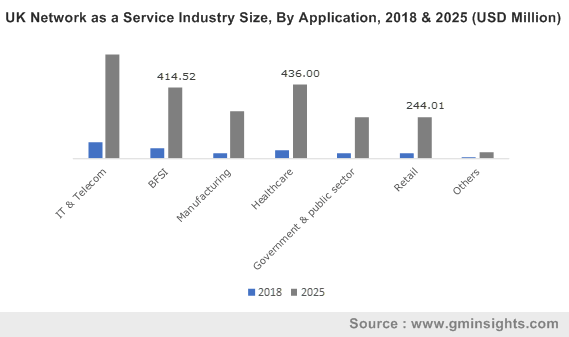 UK Network as a Service Industry Size, By Application, 2018 & 2025 (USD Million)
414.52
436.00
244.01
IT & Telecom
BFSI
Manufacturing
Healthcare
Government & public sector
Retail
Others
2018
2025
Source : www.gminsights.com